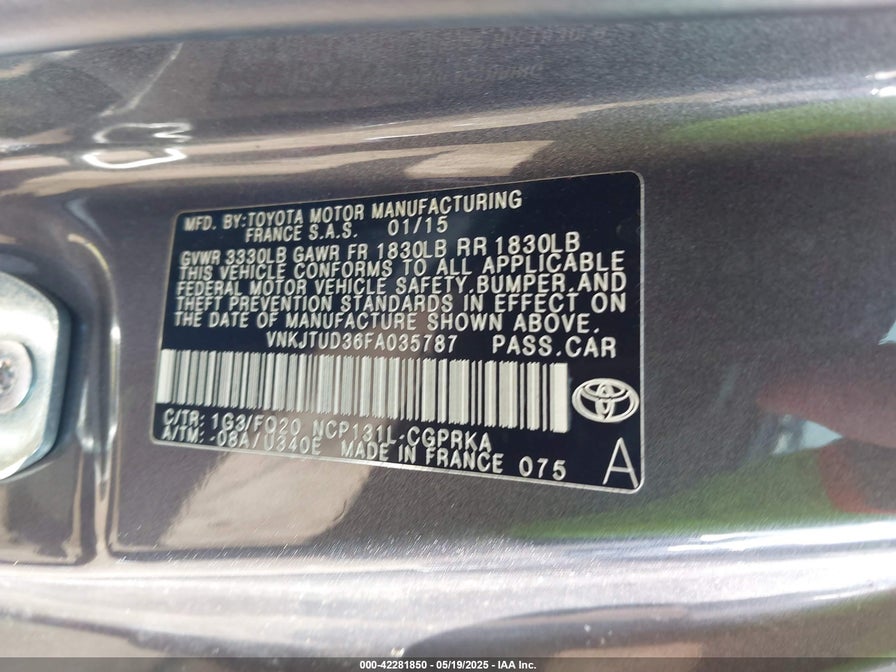 MFD. BY:TOYOTA MOTOR MANUFACTURING
FRANCE S.A.S. 01/15
GVWR 3330LB GAWR FR 1830LB RR 1830LB
THIS VEHICLE CONFORMS TO ALL APPLICABLE
FEDERAL MOTOR VEHICLE SAFETY,BUMPER,AND
THEFT PREVENTION STANDARDS IN EFFECT ON
THE DATE OF MANUFACTURE SHOWN ABOVE.
VNKJTUD36FA035787 PASS.CAR
C/TR: 1G3/FQ20 NCP131L-CGPRKA
A/TM: -08A/U340E MADE IN FRANCE 075
A
000-42281850 - 05/19/2025 - IAA Inc.